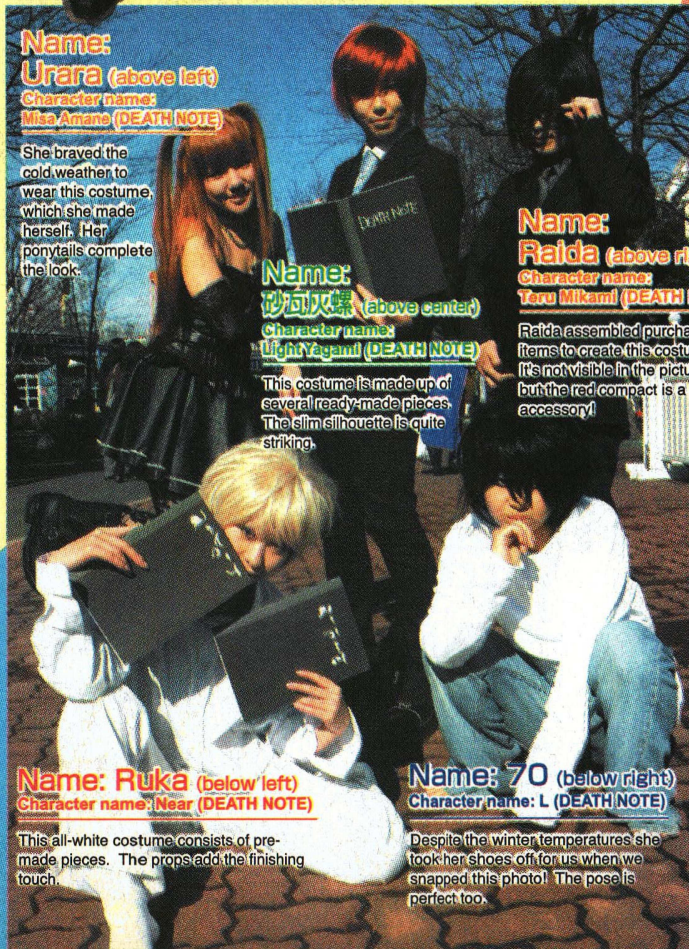 Name:
Urara (above left)
Character name:
Misa Amane (DEATH NOTE)
She braved the
cold weather to
wear this costume,
which she made
herself. Her
ponytails complete
the look.
DEATH NOTE
Name:
砂瓦灰螺 (above center)
Character name:
Light Yagami (DEATH NOTE)
This costume is made up of
several ready-made pieces.
The slim silhouette is quite
striking.
Name:
Raida (above ri
Character name:
Teru Mikami (DEATH
Raida assembled purcha
items to create this costu
It's not visible in the pictu
but the red compact is a
accessory!
Name: Ruka (below left)
Character name: Near (DEATH NOTE)
This all-white costume consists of pre-
made pieces. The props add the finishing
touch.
Name: 70 (below right)
Character name: L (DEATH NOTE)
Despite the winter temperatures she
took her shoes off for us when we
snapped this photo! The pose is
perfect too.